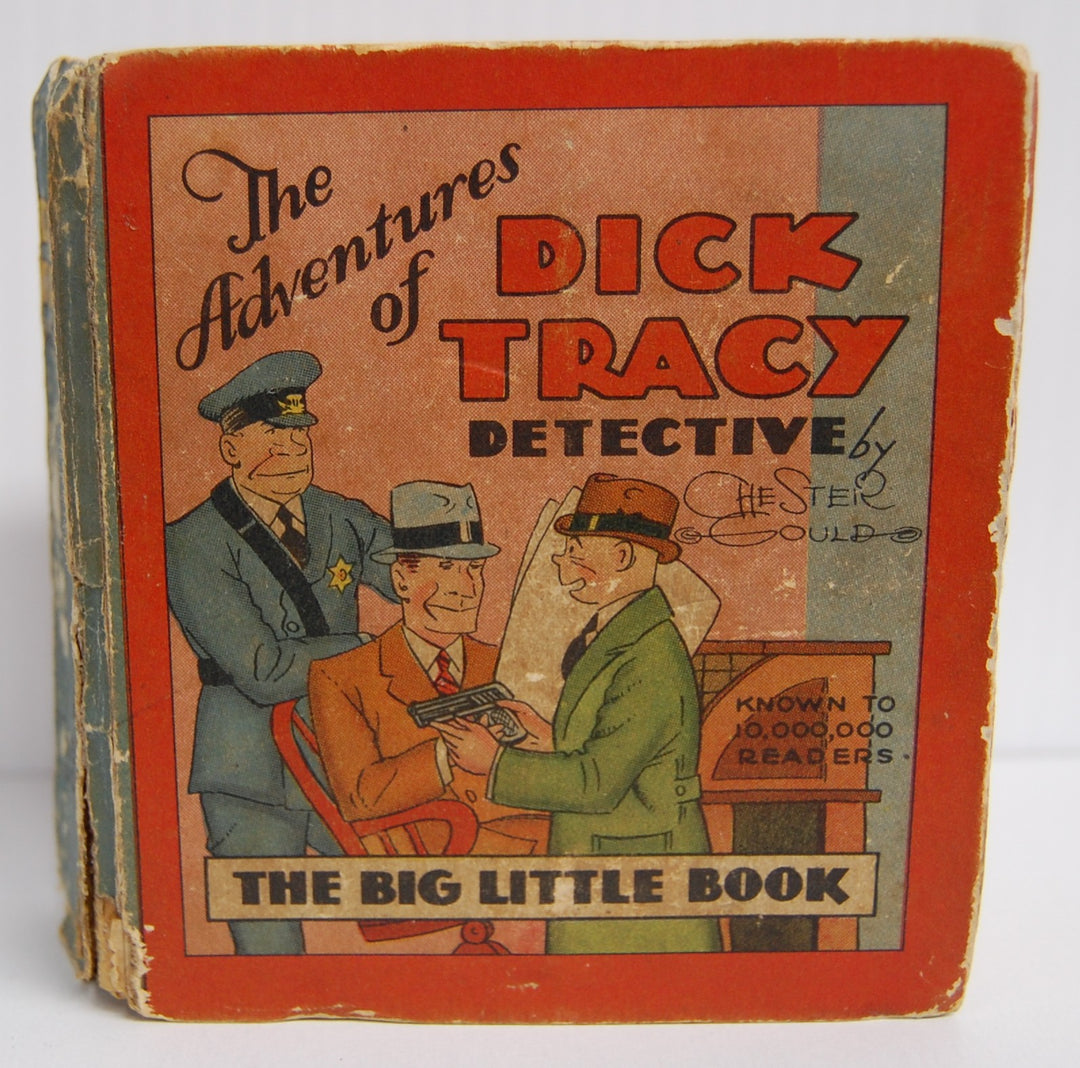 The
Adventures
of
DICK
TRACY
DETECTIVE by
CHESTER
GOULD
KNOWN TO
10,000,000
READERS.
THE BIG LITTLE BOOK